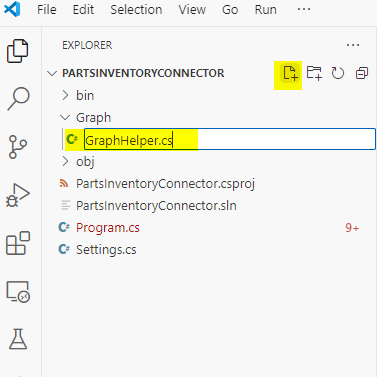 File Edit Selection View Go Run ...
EXPLORER ...
PARTSINVENTORYCONNECTOR
bin
Graph
C# GraphHelper.cs
obj
PartsInventoryConnector.csproj
PartsInventoryConnector.sln
C# Program.cs 9+
C# Settings.cs